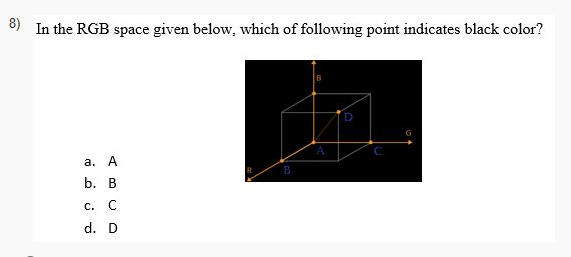 8) In the RGB space given below, which of following point indicates black color?
B
D
G
A
C
R
B
a. A
b. B
c. C
d. D